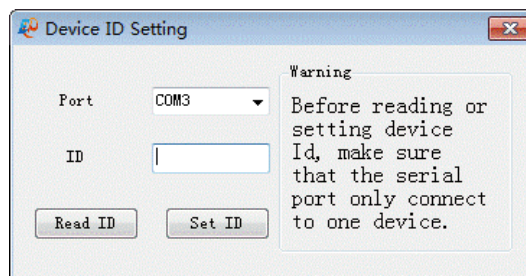 Device ID Setting
Port
COM3
ID
Read ID
Set ID
Warning
Before reading or
setting device
Id, make sure
that the serial
port only connect
to one device.